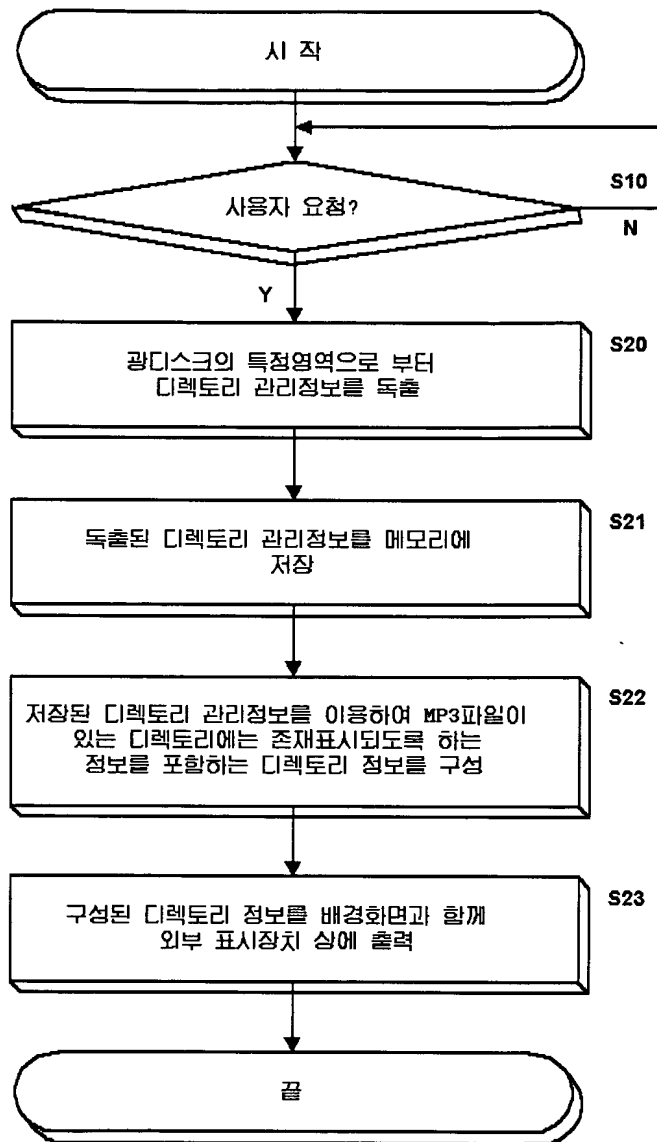 시 작
사용자 요청?
S10
N
Y
광디스크의 특정영역으로 부터
디렉토리 관리정보를 독출
S20
독출된 디렉토리 관리정보를 메모리에
저장
S21
저장된 디렉토리 관리정보를 이용하여 MP3파일이
있는 디렉토리에는 존재표시되도록 하는
정보를 포함하는 디렉토리 정보를 구성
S22
구성된 디렉토리 정보를 배경화면과 함께
외부 표시장치 상에 출력
S23
끝